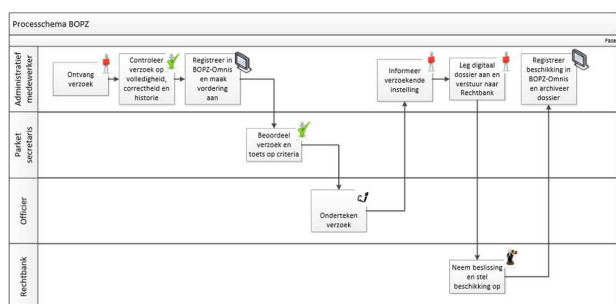 Processchema BOPZ
Fase
Administratief
medewerker
Ontvang
verzoek
Controleer
verzoek op
volledigheid,
correctheid en
historie
Registreer in
BOPZ-Omnis
en maak
vordering
aan
Informeer
verzoekende
instelling
Leg digitaal
dossier aan en
verstuur naar
Rechtbank
Registreer
beschikking in
BOPZ-Omnis
en archiveer
dossier
Parket
secretaris
Beoordeel
verzoek en
toets op criteria
Officier
Onderteken
verzoek
Rechtbank
Neem beslissing
en stel
beschikking op